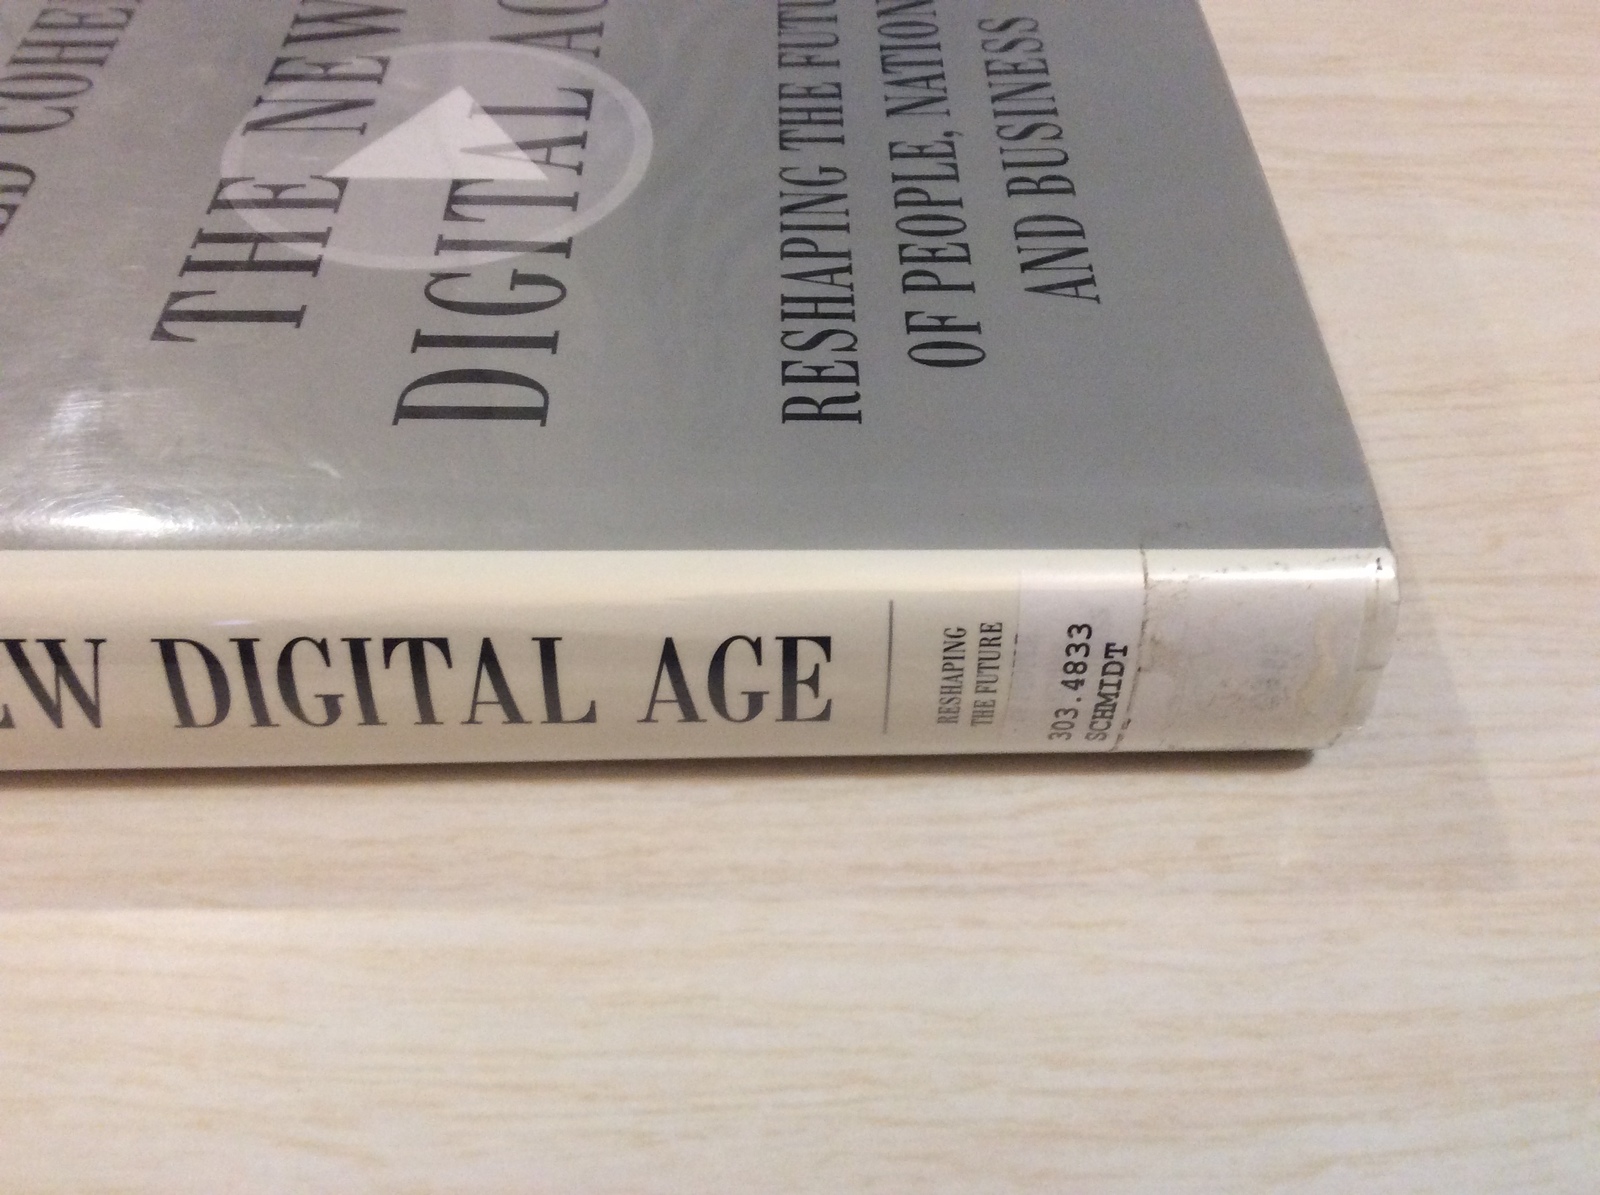 COHE
THE NEW
DIGITAL AG
RESHAPING THE FUTU
OF PEOPLE, NATION
AND BUSINESS
EW DIGITAL AGE
RESHAPING
THE FUTURE
303.4833
SCHMIDT